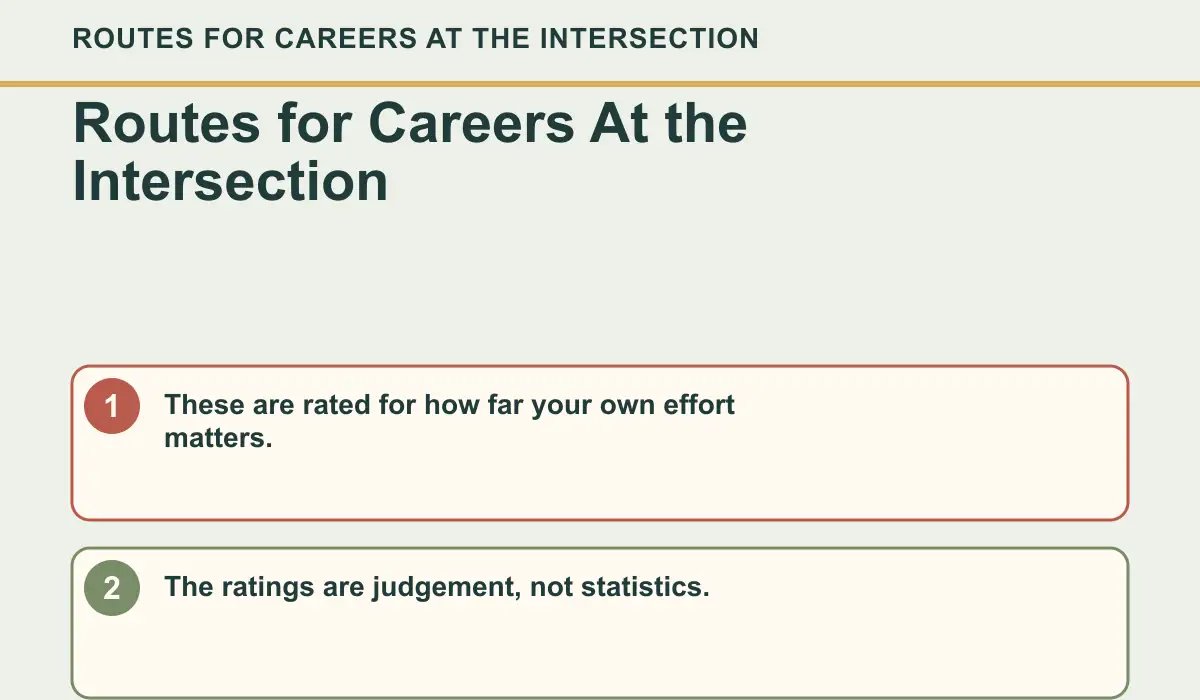 ROUTES FOR CAREERS AT THE INTERSECTION
Routes for Careers At the
Intersection
1
These are rated for how far your own effort
matters.
2
The ratings are judgement, not statistics.